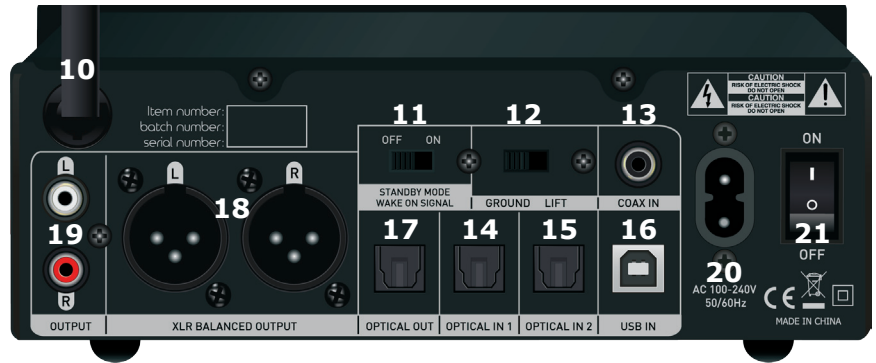 10
Item number:
batch number:
serial number:
11
12
13
CAUTION
RISK OF ELECTRIC SHOCK
DO NOT OPEN
CAUTION
RISK OF ELECTRIC SHOCK
DO NOT OPEN
OFF ON
ON
L
L
R
STANDBY MODE
WAKE ON SIGNAL
GROUND LIFT
COAX IN
18
19
17
14
15
16
20
21
OFF
R
AC 100-240V
50/60Hz
CE
MADE IN CHINA
OUTPUT
XLR BALANCED OUTPUT
OPTICAL OUT
OPTICAL IN 1
OPTICAL IN 2
USB IN